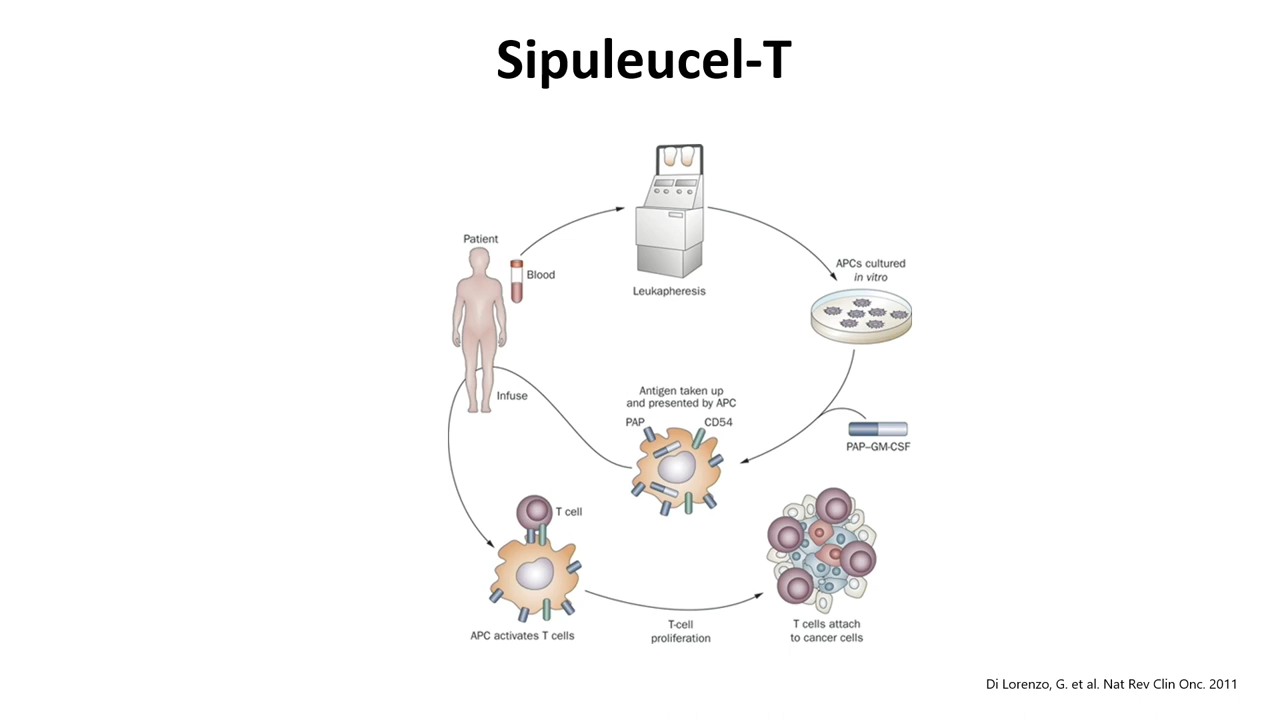 Sipuleucel-T
Patient
Blood
Leukapheresis
APCs cultured
in vitro
Infuse
Antigen taken up
and presented by APC
PAP
CD54
PAP–GM-CSF
T cell
APC activates T cells
T-cell
proliferation
T cells attach
to cancer cells
Di Lorenzo, G. et al. Nat Rev Clin Onc. 2011